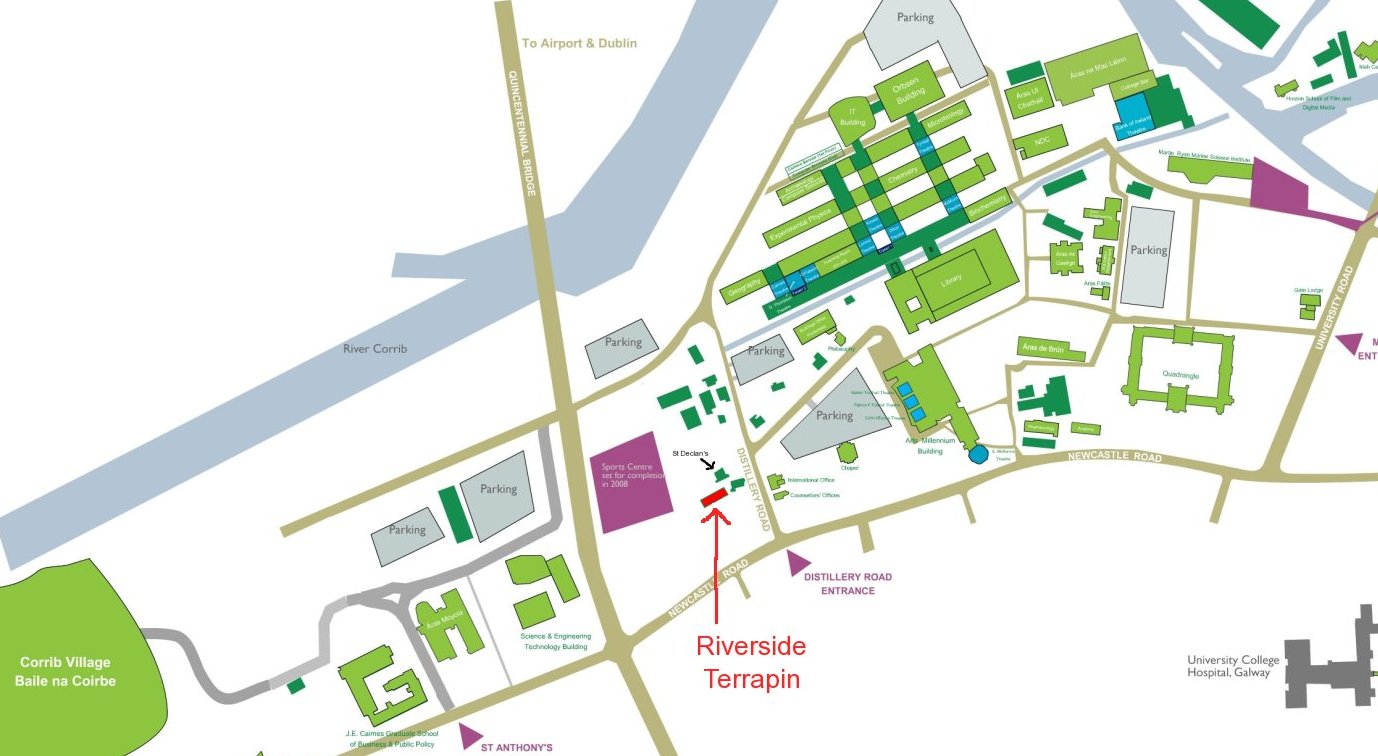 To Airport & Dublin
QUINCENTENNIAL BRIDGE
River Corrib
Parking
IT
Building
Orbsen
Building
Microbiology
Chemistry
Experimental Physics
Biochemistry
Geography
Library
Áras Uí
Chathail
Áras na Mac Léinn
College Bar
Bank of Ireland
Theatre
NDC
Martin Ryan Marine Science Institute
Huston School of Film and
Digital Media
Parking
Áras na
Gaeilge
Áras Fáilte
Gate Lodge
UNIVERSITY ROAD
M
ENT
Quadrangle
Áras de Brún
Parking
Parking
Philosophy
Parking
Arts Millennium
Building
Chapel
International Office
Counsellors' Offices
NEWCASTLE ROAD
DISTILLERY ROAD
St Declan's
Sports Centre
set for completion
in 2008
Parking
Parking
NEWCASTLE ROAD
DISTILLERY ROAD
ENTRANCE
Riverside
Terrapin
Áras Moyola
Science & Engineering
Technology Building
Corrib Village
Baile na Coirbe
J.E. Cairnes Graduate School
of Business & Public Policy
ST ANTHONY'S
University College
Hospital, Galway